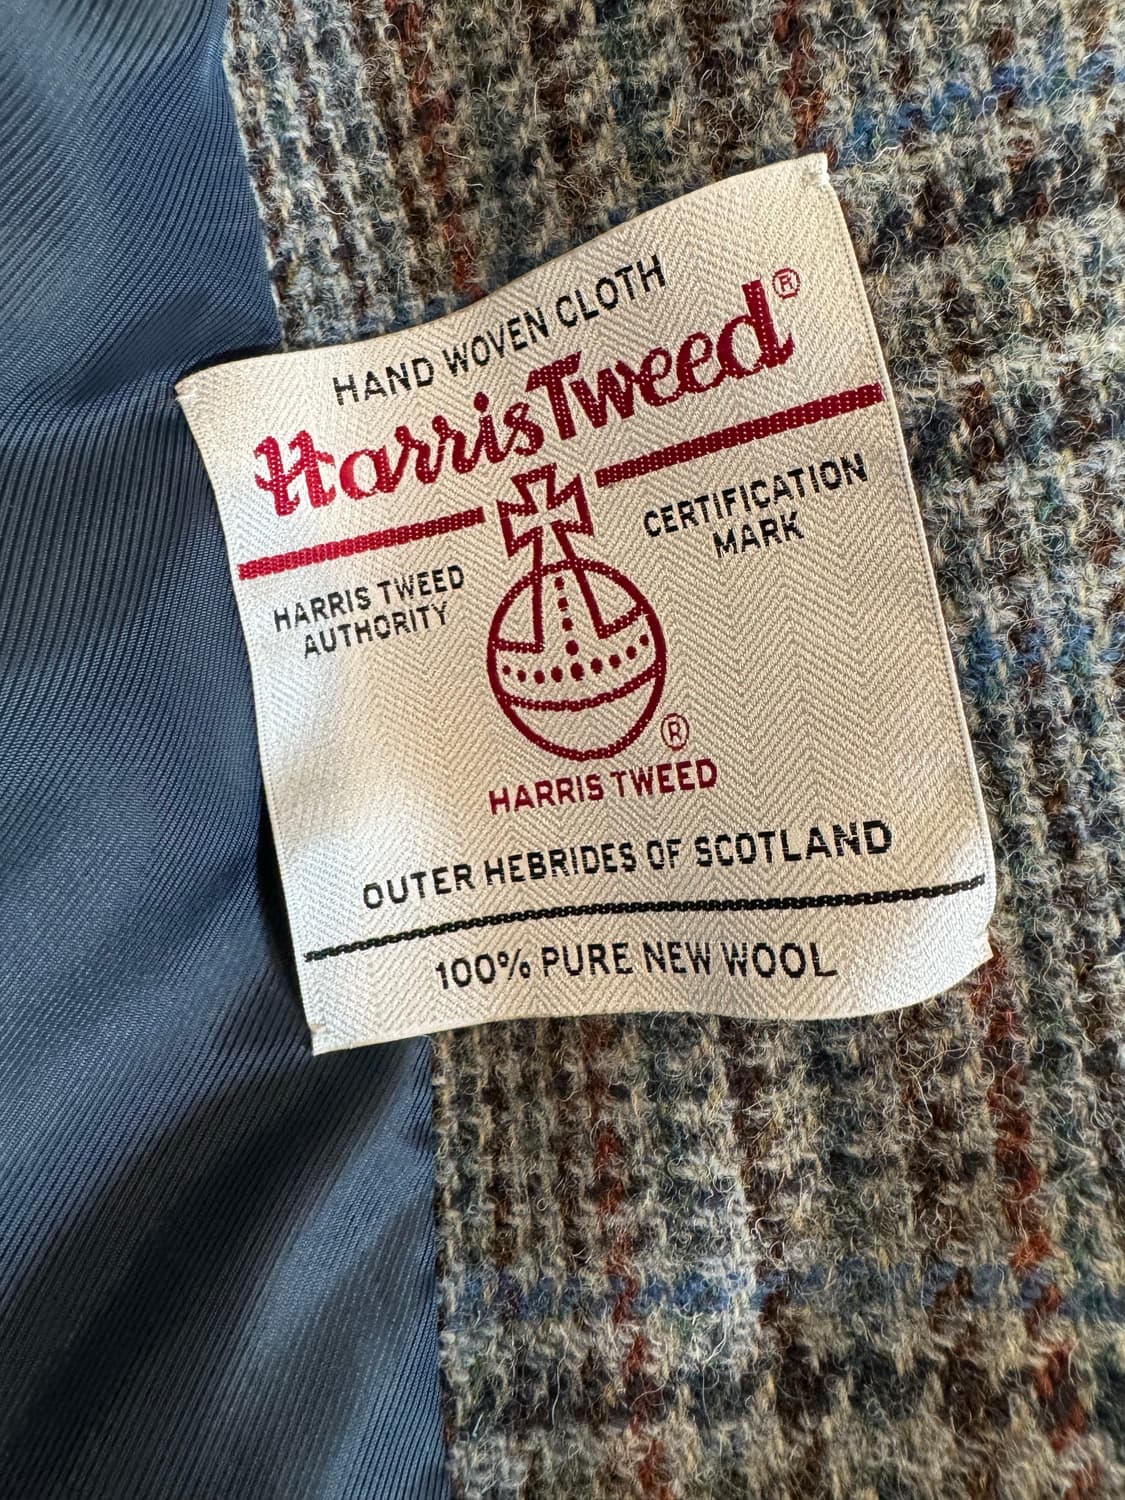 HAND WOVEN CLOTH
Harris Tweed®
HARRIS TWEED
AUTHORITY
CERTIFICATION
MARK
®
HARRIS TWEED
OUTER HEBRIDES OF SCOTLAND
100% PURE NEW WOOL